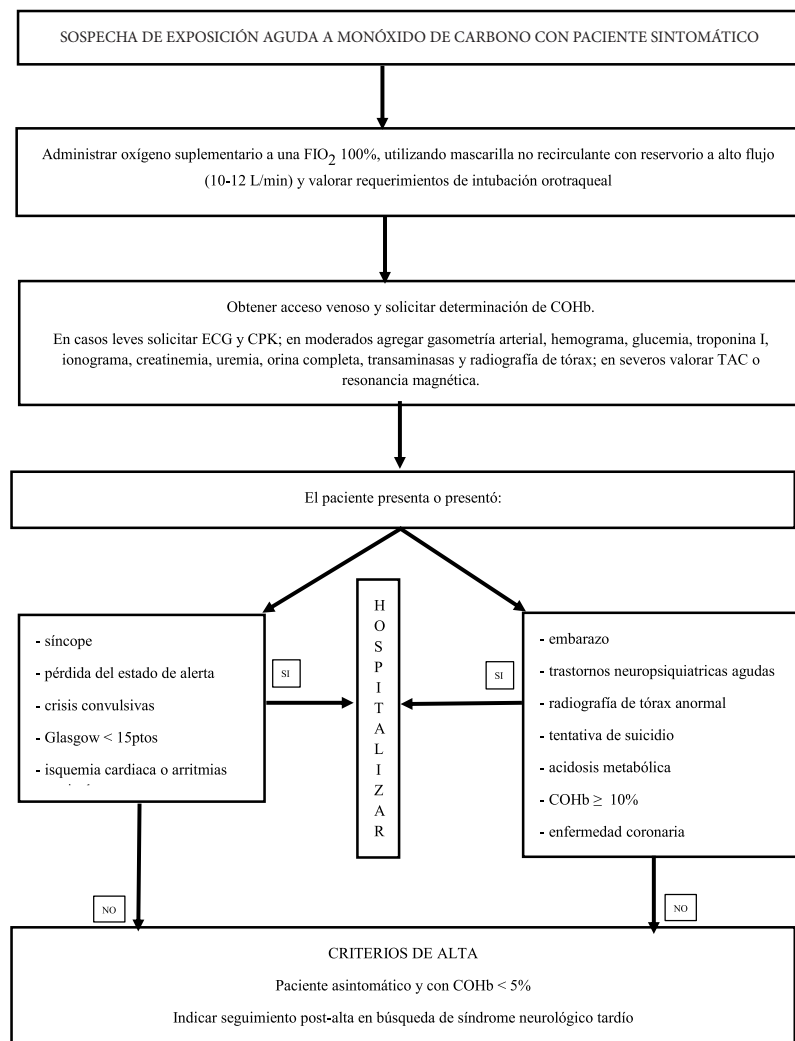 SOSPECHA DE EXPOSICIÓN AGUDA A MONÓXIDO DE CARBONO CON PACIENTE SINTOMÁTICO
Administrar oxígeno suplementario a una FIO2 100%, utilizando mascarilla no recirculante con reservorio a alto flujo
(10-12 L/min) y valorar requerimientos de intubación orotraqueal
Obtener acceso venoso y solicitar determinación de COHb.
En casos leves solicitar ECG y CPK; en moderados agregar gasometría arterial, hemograma, glucemia, troponina I,
ionograma, creatinemia, uremia, orina completa, transaminasas y radiografía de tórax; en severos valorar TAC o
resonancia magnética.
El paciente presenta o presentó:
- síncope
- pérdida del estado de alerta
- crisis convulsivas
- Glasgow < 15ptos
- isquemia cardiaca o arritmias
SI
H
O
S
P
I
T
A
L
I
Z
A
R
SI
- embarazo
- trastornos neuropsiquiatricas agudas
- radiografía de tórax anormal
- tentativa de suicidio
- acidosis metabólica
- COHb ≥ 10%
- enfermedad coronaria
NO
NO
CRITERIOS DE ALTA
Paciente asintomático y con COHb < 5%
Indicar seguimiento post-alta en búsqueda de síndrome neurológico tardío